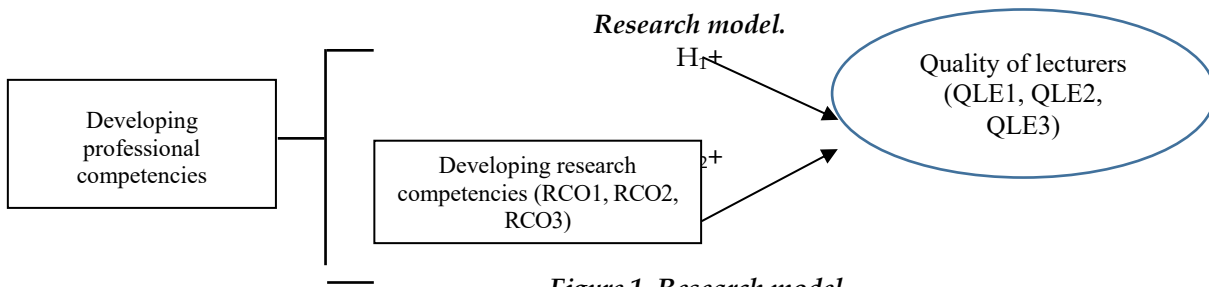 Research model.
H₁+
Quality of lecturers
(QLE1, QLE2,
QLE3)
Developing
professional
competencies
₂+
Developing research
competencies (RCO1, RCO2,
RCO3)
Figure 1. Research model